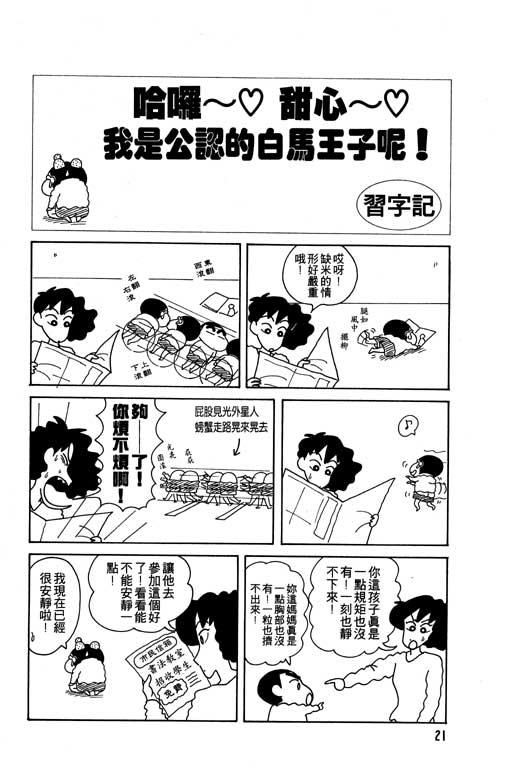 哈囉～♡ 甜心～♡
我是公認的白馬王子呢！
習字記
哎呀！
缺米的情
形好嚴重
哦！
腿如
風中
擺柳
東西
滾翻
左右
翻滾
上下
滾翻
♪
屁股見光外星人
螃蟹走路晃來晃去
夠──了！
你煩不煩啊！
你這孩子真是
一點規矩也沒
有！一刻也靜
不下來！
妳這媽媽真是
一點胸部也沒
有！一粒也擠
不出來！
讓他去
參加這個好
了！看看能
不能安靜一
點！
市民信箱
書法教室
招收學生
免費
我現在已經
很安靜啦！
21